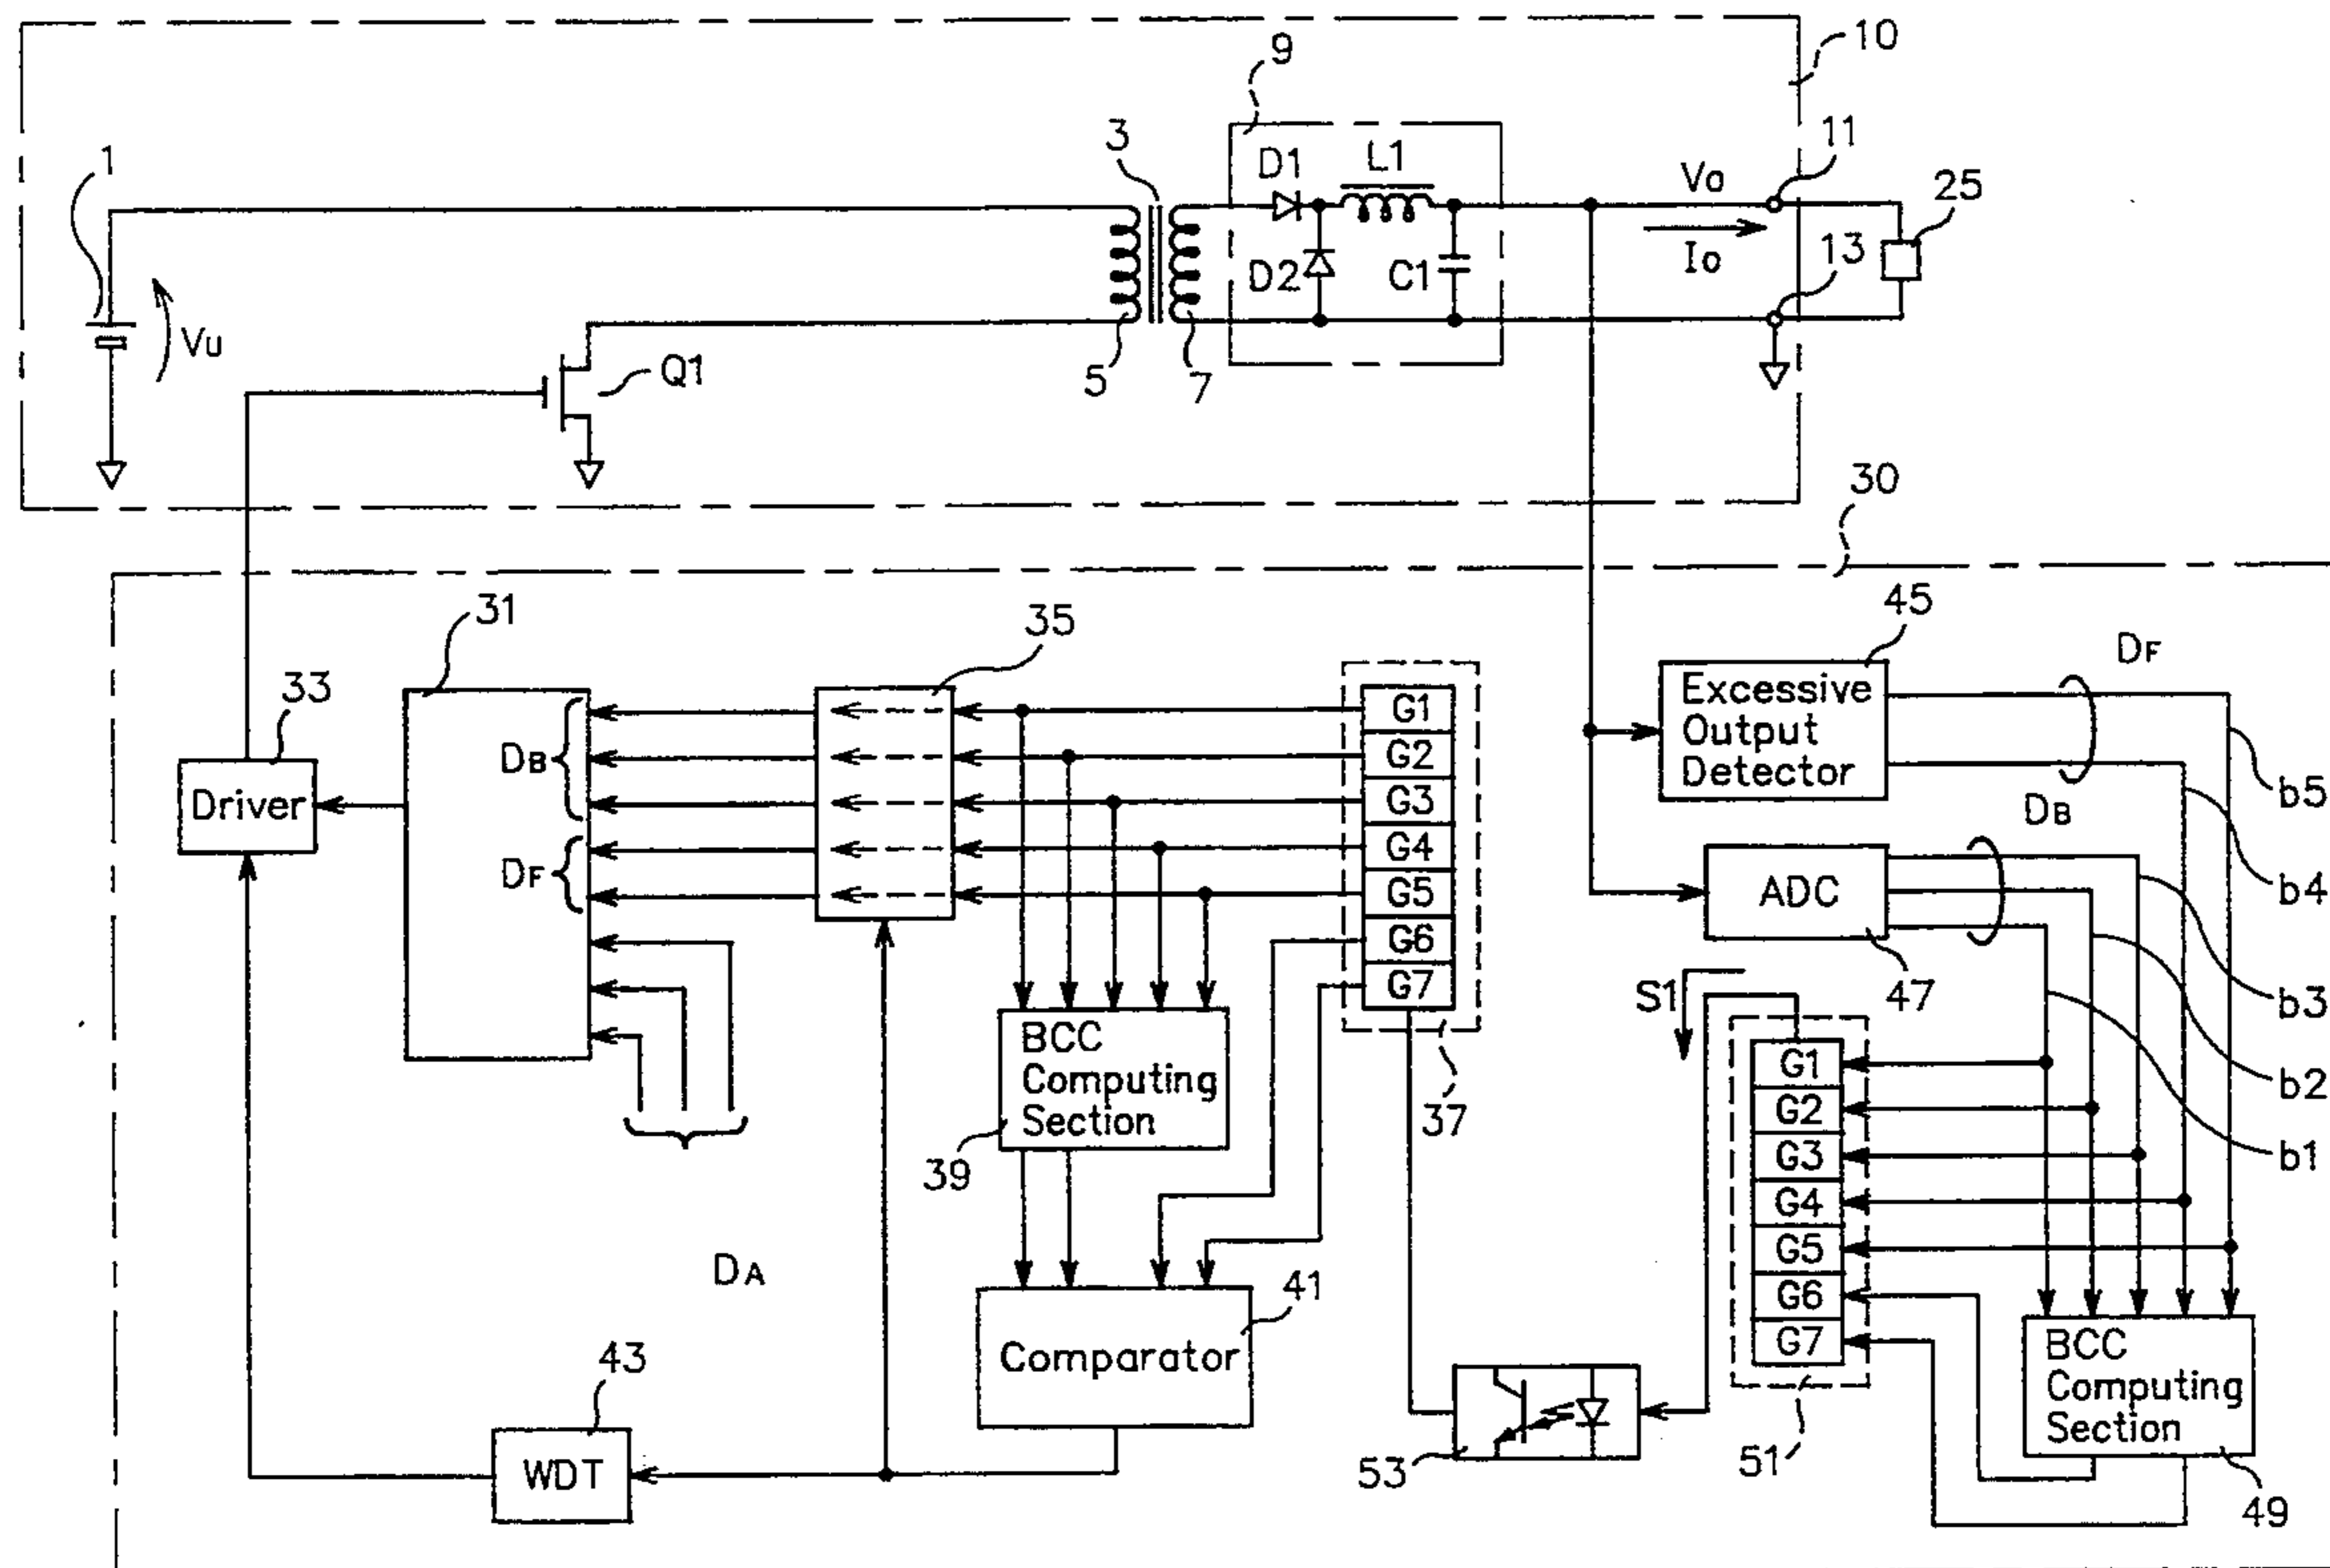 10
9
1
3
D1
L1
Vo
11
25
D2
C1
Io
13
Vu
5
7
Q1
30
31
35
45
DF
33
Excessive
Output
Detector
G1
G2
G3
G4
G5
G6
G7
DB
DF
Driver
DB
b5
b4
ADC
47
b3
b2
b1
S1
BCC
Computing
Section
37
39
G1
G2
G3
G4
G5
G6
G7
DA
41
Comparator
43
WDT
53
51
BCC
Computing
Section
49